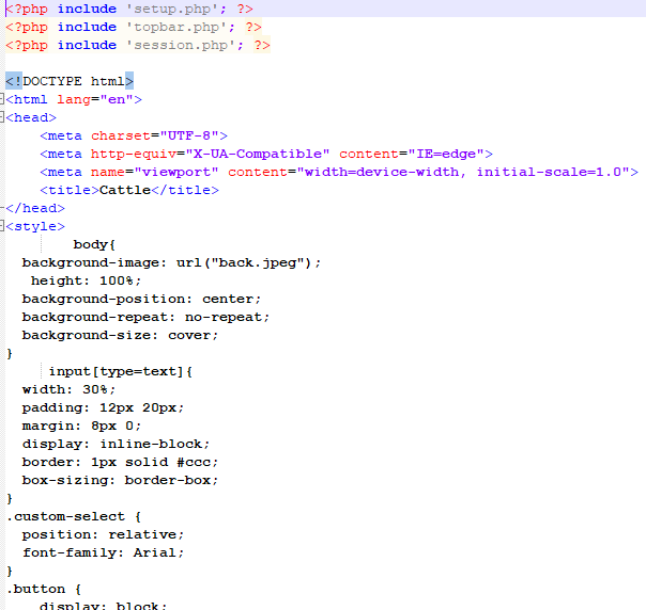 <?php include 'setup.php'; ?>
<?php include 'topbar.php'; ?>
<?php include 'session.php'; ?>
<!DOCTYPE html>
<html lang="en">
<head>
<meta charset="UTF-8">
<meta http-equiv="X-UA-Compatible" content="IE=edge">
<meta name="viewport" content="width=device-width, initial-scale=1.0">
<title>Cattle</title>
</head>
<style>
body{
background-image: url("back.jpeg");
height: 100%;
background-position: center;
background-repeat: no-repeat;
background-size: cover;
}
input[type=text]{
width: 30%;
padding: 12px 20px;
margin: 8px 0;
display: inline-block;
border: 1px solid #ccc;
box-sizing: border-box;
}
.custom-select {
position: relative;
font-family: Arial;
}
.button {
display: block;